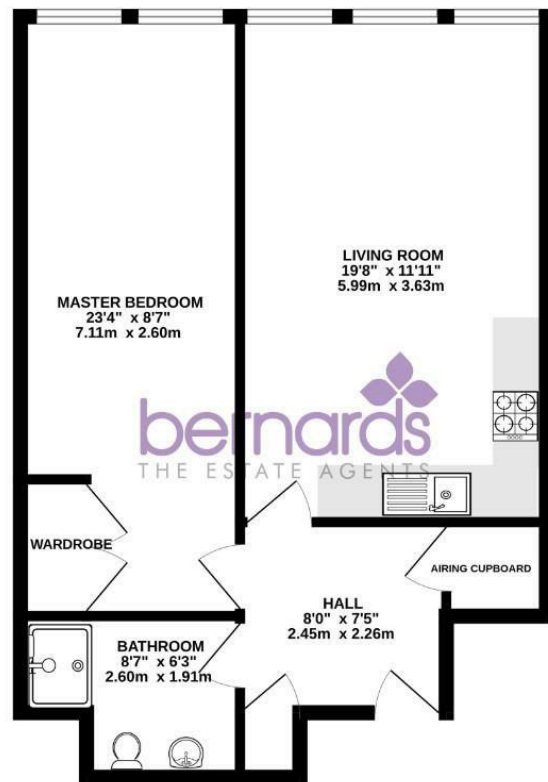 LIVING ROOM
19'8" x 11'11"
5.99m x 3.63m
MASTER BEDROOM
23'4" x 8'7"
7.11m x 2.60m
bernards
THE ESTATE AGENTS
WARDROBE
AIRING CUPBOARD
HALL
8'0" x 7'5"
2.45m x 2.26m
BATHROOM
8'7" x 6'3"
2.60m x 1.91m